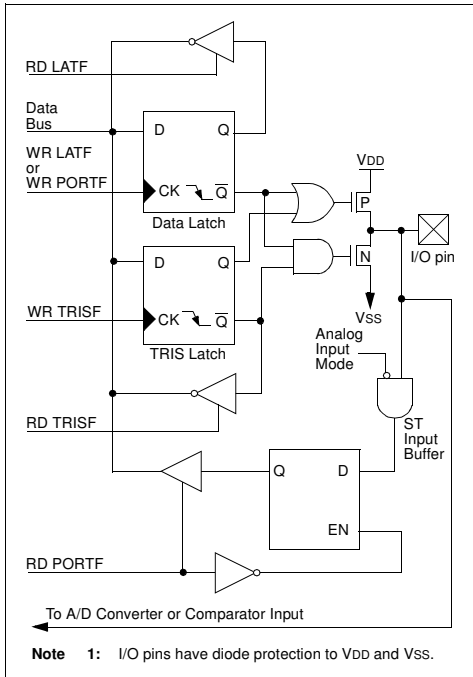 RD LATF
Data
Bus
D Q
WR LATF
or
WR PORTF
CK Q
Data Latch
VDD
P
I/O pin
N
D Q
WR TRISF
CK Q
TRIS Latch
VSS
Analog
Input
Mode
ST
Input
Buffer
RD TRISF
Q D
EN
RD PORTF
To A/D Converter or Comparator Input
Note 1: I/O pins have diode protection to VDD and VSS.